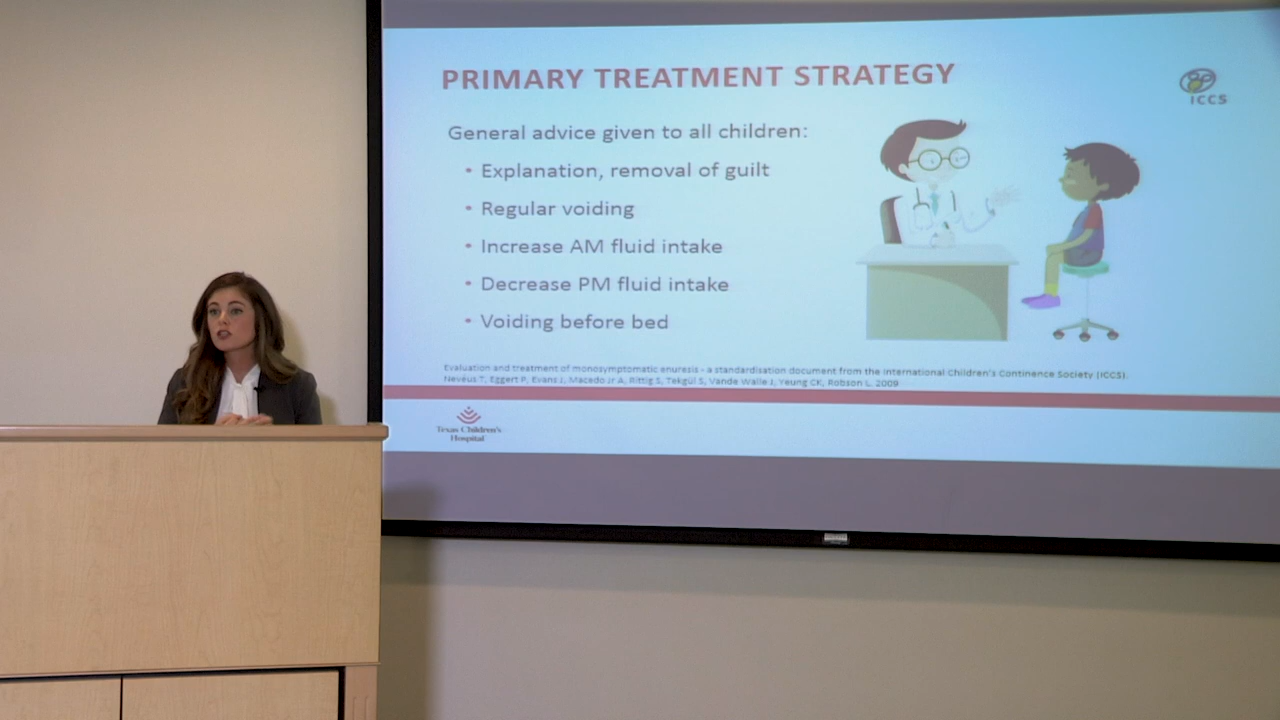 PRIMARY TREATMENT STRATEGY
ICCS
General advice given to all children:
• Explanation, removal of guilt
• Regular voiding
• Increase AM fluid intake
• Decrease PM fluid intake
• Voiding before bed
Evaluation and treatment of monosymptomatic enuresis - a standardisation document from the International Children's Continence Society (ICCS).
Nevéus T, Eggert P, Evans J, Macedo Jr A, Rittig S, Tekgül S, Vande Walle J, Yeung CK, Robson L. 2009
Texas Children's
Hospital